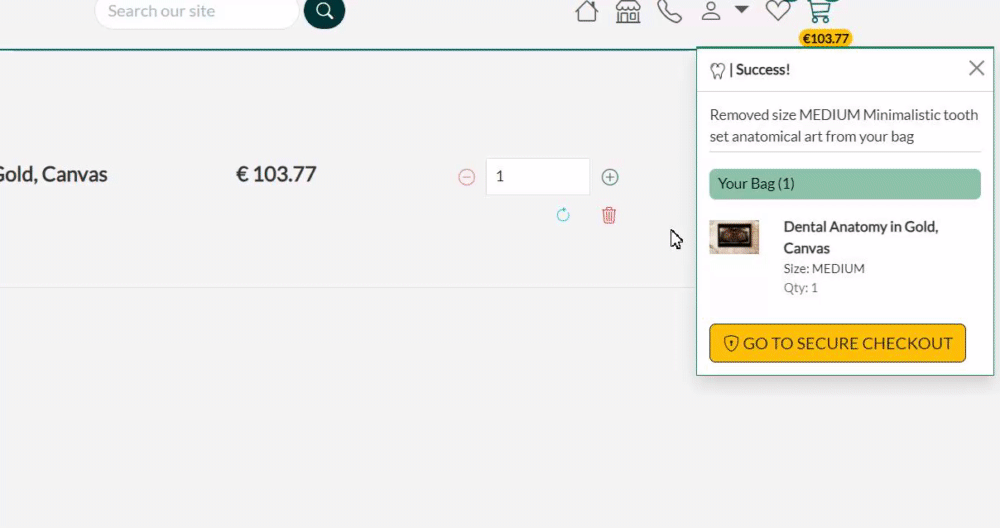 Search our site
€103.77
| Success!
Removed size MEDIUM Minimalistic tooth
set anatomical art from your bag
Gold, Canvas
€ 103.77
1
Your Bag (1)
Dental Anatomy in Gold,
Canvas
Size: MEDIUM
Qty: 1
GO TO SECURE CHECKOUT